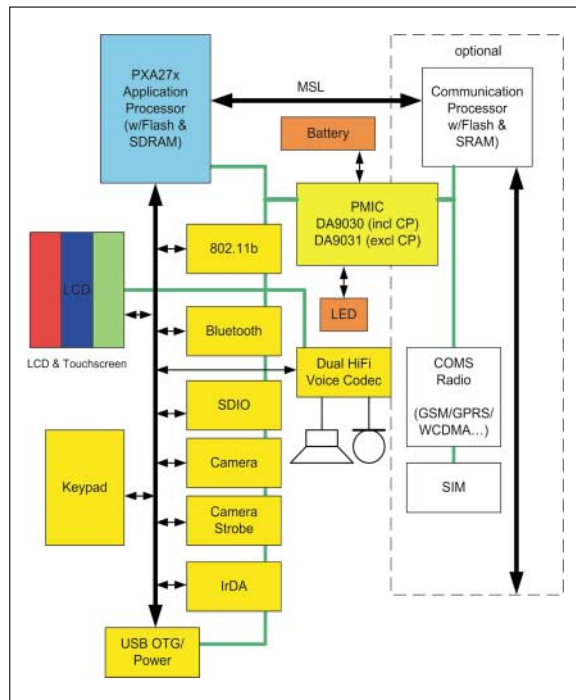 optional
PXA27x
Application
Processor
(w/Flash &
SDRAM)
MSL
Communication
Processor
w/Flash &
SRAM)
Battery
PMIC
DA9030 (incl CP)
DA9031 (excl CP)
802.11b
LCD
LED
Bluetooth
LCD & Touchscreen
Dual HiFi
Voice Codec
COMS
Radio
(GSM/GPRS/
WCDMA...)
SDIO
Camera
Keypad
SIM
Camera
Strobe
IrDA
USB OTG/
Power